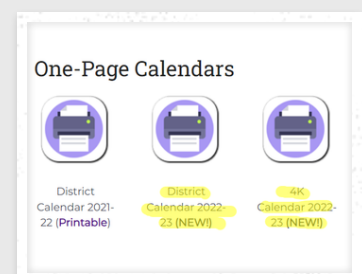 One-Page Calendars
District
Calendar 2021-
22 (Printable)
District
Calendar 2022-
23 (NEW!)
4K
Calendar 2022-
23 (NEW!)